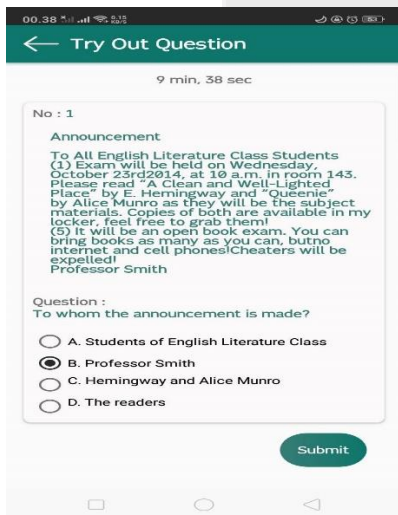 00.38 0,15 KB/S 83
Try Out Question
9 min, 38 sec
No : 1
Announcement
To All English Literature Class Students
(1) Exam will be held on Wednesday,
October 23rd2014, at 10 a.m. in room 143.
Please read "A Clean and Well-Lighted
Place" by E. Hemingway and "Queenie"
by Alice Munro as they will be the subject
materials. Copies of both are available in my
locker, feel free to grab them!
(5) It will be an open book exam. You can
bring books as many as you can, butno
internet and cell phones!Cheaters will be
expelled!
Professor Smith
Question :
To whom the announcement is made?
A. Students of English Literature Class
B. Professor Smith
C. Hemingway and Alice Munro
D. The readers
Submit